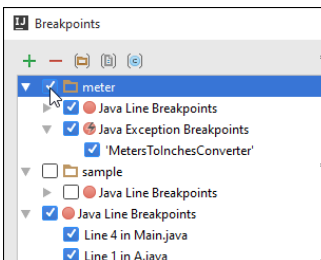 IJ Breakpoints
meter
Java Line Breakpoints
Java Exception Breakpoints
'MetersToInchesConverter'
sample
Java Line Breakpoints
Java Line Breakpoints
Line 4 in Main.java
Line 1 in A.java